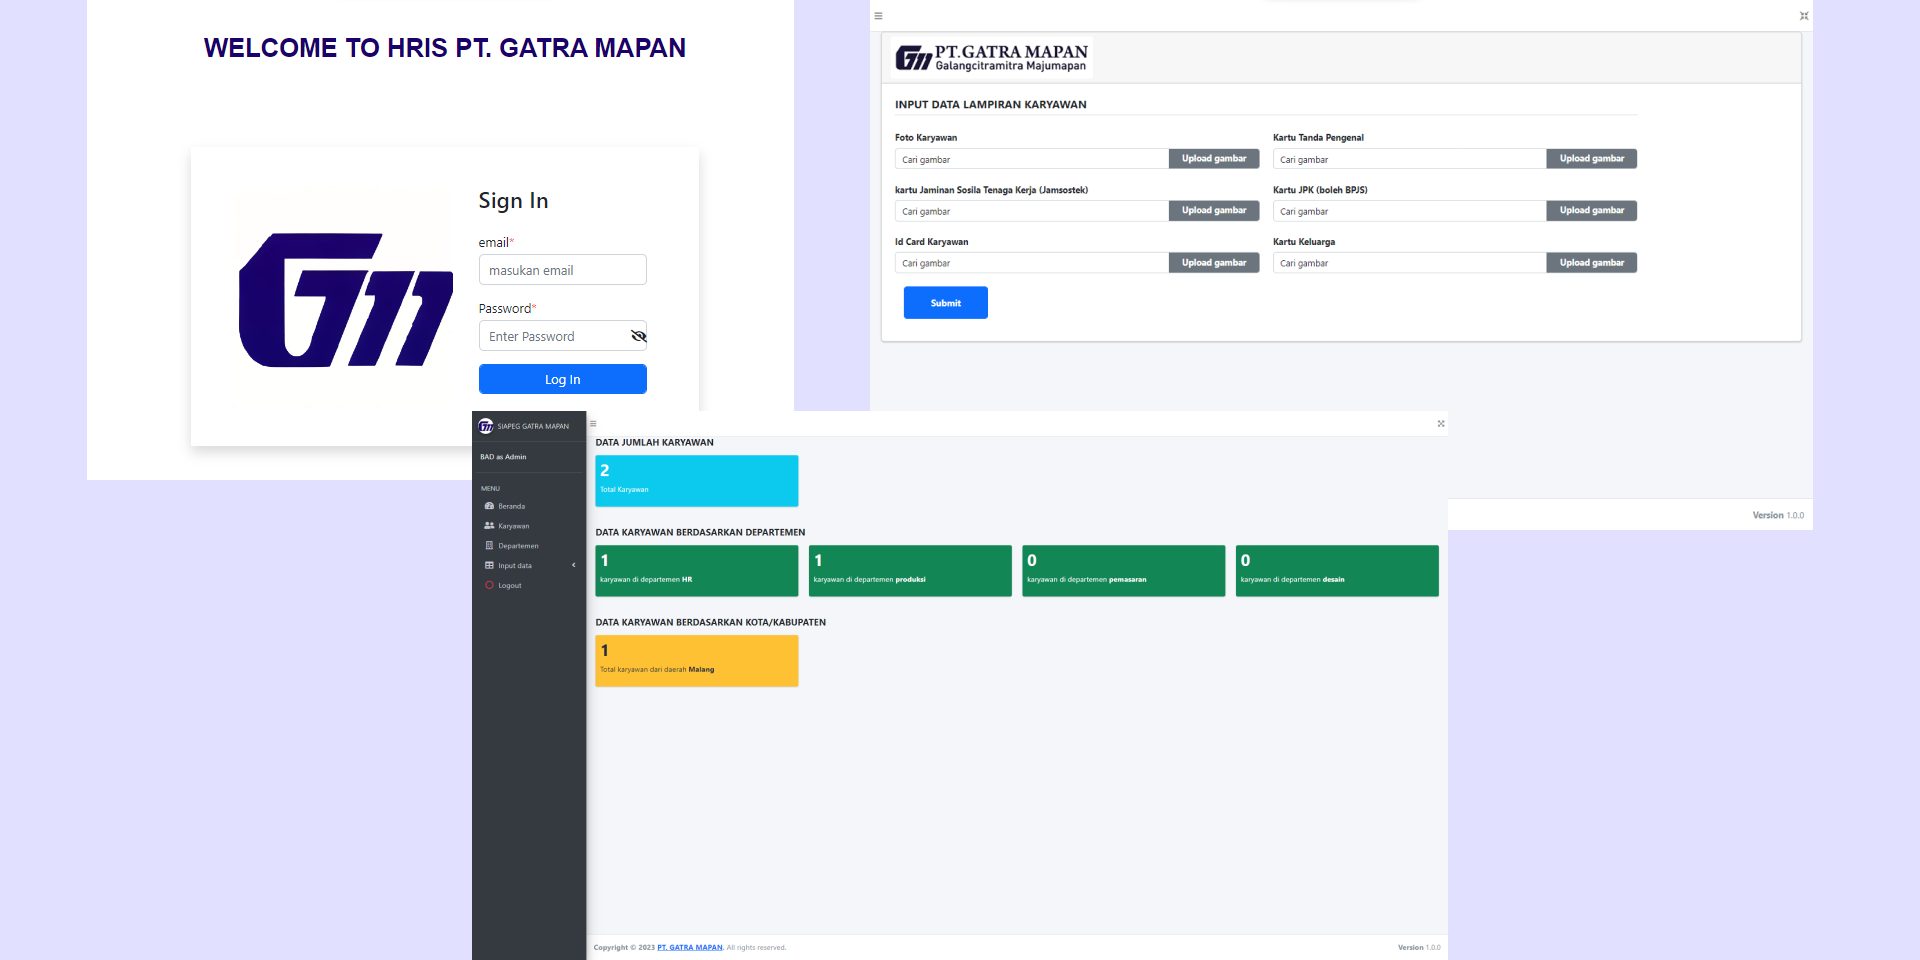 WELCOME TO HRIS PT. GATRA MAPAN
Sign In
email*
masukan email
Password*
Enter Password
Log In
PT.GATRA MAPAN
Galangcitramitra Majumapan
INPUT DATA LAMPIRAN KARYAWAN
Foto Karyawan
Kartu Tanda Pengenal
Cari gambar Upload gambar
Cari gambar Upload gambar
kartu Jaminan Sosila Tenaga Kerja (Jamsostek)
Kartu JPK (boleh BPJS)
Cari gambar Upload gambar
Cari gambar Upload gambar
Id Card Karyawan
Kartu Keluarga
Cari gambar Upload gambar
Cari gambar Upload gambar
Submit
Version 1.0.0
SIAPEG GATRA MAPAN
BAD as Admin
MENU
Beranda
Karyawan
Departemen
Input data
Logout
DATA JUMLAH KARYAWAN
2
Total Karyawan
DATA KARYAWAN BERDASARKAN DEPARTEMEN
1
karyawan di departemen HR
1
karyawan di departemen produksi
0
karyawan di departemen pemasaran
0
karyawan di departemen desain
DATA KARYAWAN BERDASARKAN KOTA/KABUPATEN
1
Total karyawan dari daerah Malang
Copyright © 2023 PT. GATRA MAPAN. All rights reserved.
Version 1.0.0